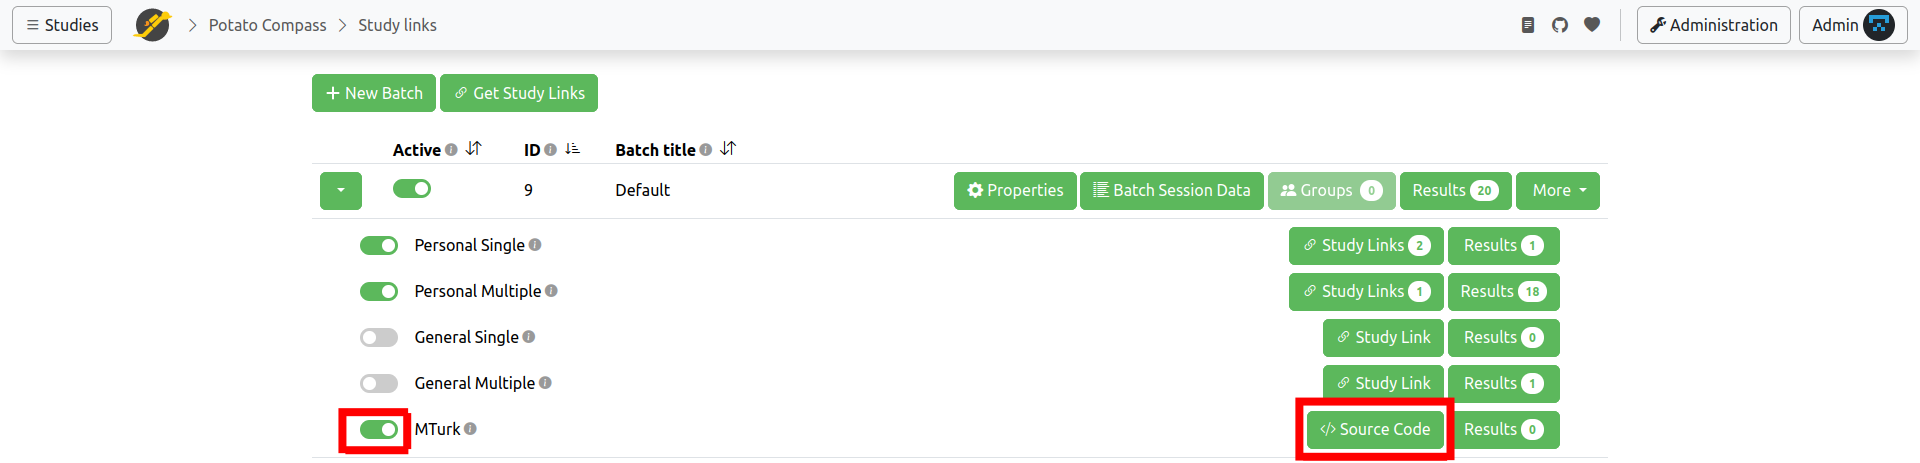 Studies Potato Compass Study links Administration Admin
New Batch Get Study Links
Active ID Batch title
9 Default Properties Batch Session Data Groups 0 Results 20 More
Personal Single Study Links 2 Results 1
Personal Multiple Study Links 1 Results 18
General Single Study Link Results 0
General Multiple Study Link Results 1
MTurk </> Source Code Results 0